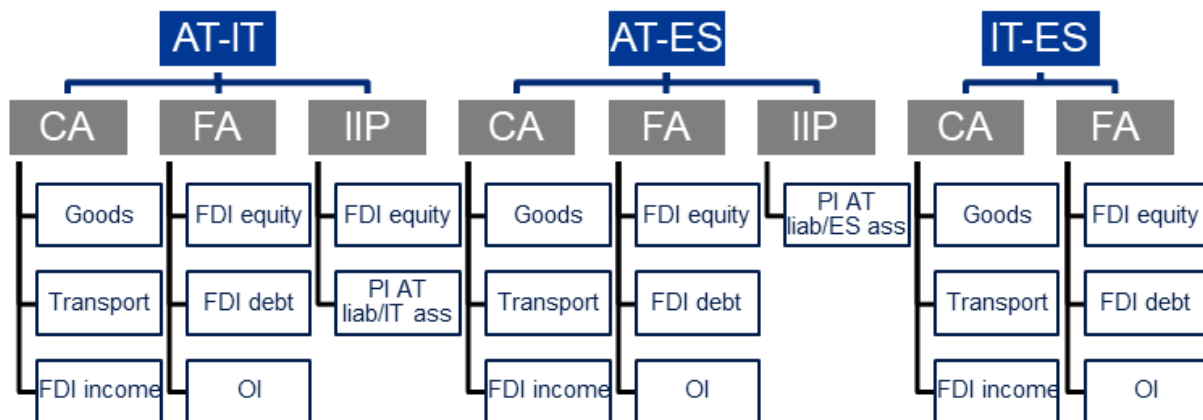 AT-IT
AT-ES
IT-ES
CA
FA
IIP
CA
FA
IIP
CA
FA
Goods
FDI equity
FDI equity
Goods
FDI equity
PI AT
liab/ES ass
Goods
FDI equity
Transport
FDI debt
PI AT
liab/IT ass
Transport
FDI debt
Transport
FDI debt
FDI income
OI
FDI income
OI
FDI income
OI